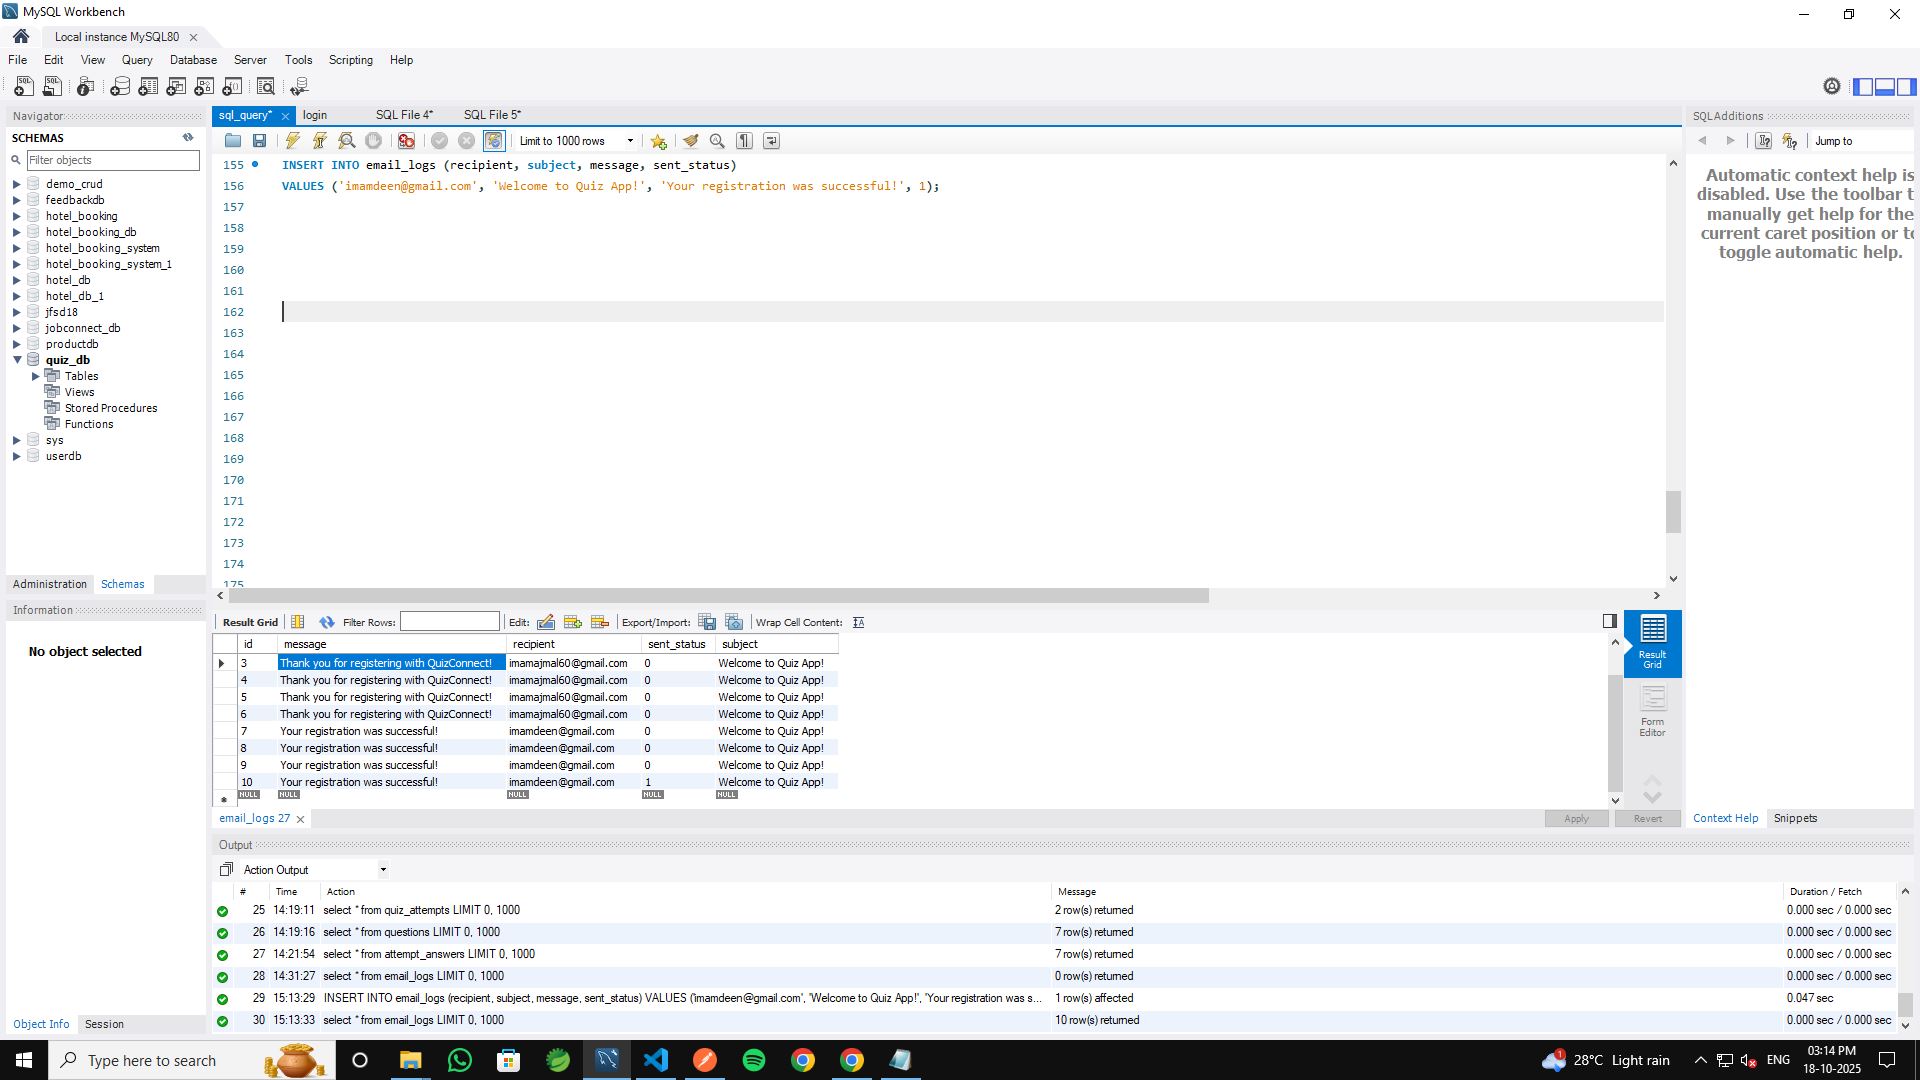 MySQL Workbench
Local instance MySQL80
File Edit View Query Database Server Tools Scripting Help
Navigator
SCHEMAS
Filter objects
demo_crud
feedbackdb
hotel_booking
hotel_booking_db
hotel_booking_system
hotel_booking_system_1
hotel_db
hotel_db_1
jfsd18
jobconnect_db
productdb
quiz_db
Tables
Views
Stored Procedures
Functions
sys
userdb
Administration Schemas
Information
No object selected
Object Info Session
sql_query* login SQL File 4* SQL File 5*
Limit to 1000 rows
155 INSERT INTO email_logs (recipient, subject, message, sent_status)
156 VALUES ('imamdeen@gmail.com', 'Welcome to Quiz App!', 'Your registration was successful!', 1);
157
158
159
160
161
162
163
164
165
166
167
168
169
170
171
172
173
174
175
Result Grid Filter Rows: Edit: Export/Import: Wrap Cell Content:
id message recipient sent_status subject
3 Thank you for registering with QuizConnect! imamajmal60@gmail.com 0 Welcome to Quiz App!
4 Thank you for registering with QuizConnect! imamajmal60@gmail.com 0 Welcome to Quiz App!
5 Thank you for registering with QuizConnect! imamajmal60@gmail.com 0 Welcome to Quiz App!
6 Thank you for registering with QuizConnect! imamajmal60@gmail.com 0 Welcome to Quiz App!
7 Your registration was successful! imamdeen@gmail.com 0 Welcome to Quiz App!
8 Your registration was successful! imamdeen@gmail.com 0 Welcome to Quiz App!
9 Your registration was successful! imamdeen@gmail.com 0 Welcome to Quiz App!
10 Your registration was successful! imamdeen@gmail.com 1 Welcome to Quiz App!
NULL NULL NULL NULL NULL
Result
Grid
Form
Editor
email_logs 27
Apply Revert
SQLAdditions
Jump to
Automatic context help is
disabled. Use the toolbar t
manually get help for the
current caret position or to
toggle automatic help.
Context Help Snippets
Output
Action Output
# Time Action Message Duration / Fetch
25 14:19:11 select * from quiz_attempts LIMIT 0, 1000 2 row(s) returned 0.000 sec / 0.000 sec
26 14:19:16 select * from questions LIMIT 0, 1000 7 row(s) returned 0.000 sec / 0.000 sec
27 14:21:54 select * from attempt_answers LIMIT 0, 1000 7 row(s) returned 0.000 sec / 0.000 sec
28 14:31:27 select * from email_logs LIMIT 0, 1000 0 row(s) returned 0.000 sec / 0.000 sec
29 15:13:29 INSERT INTO email_logs (recipient, subject, message, sent_status) VALUES ('imamdeen@gmail.com', 'Welcome to Quiz App!', 'Your registration was s... 1 row(s) affected 0.047 sec
30 15:13:33 select * from email_logs LIMIT 0, 1000 10 row(s) returned 0.000 sec / 0.000 sec
Type here to search
1 28°C Light rain ENG 03:14 PM
18-10-2025